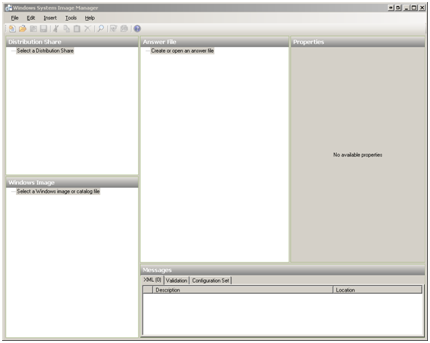 Windows System Image Manager
File Edit Insert Tools Help
Distribution Share
Select a Distribution Share
Answer File
Create or open an answer file
Properties
No available properties
Windows Image
Select a Windows image or catalog file
Messages
XML (0) Validation Configuration Set
Description Location